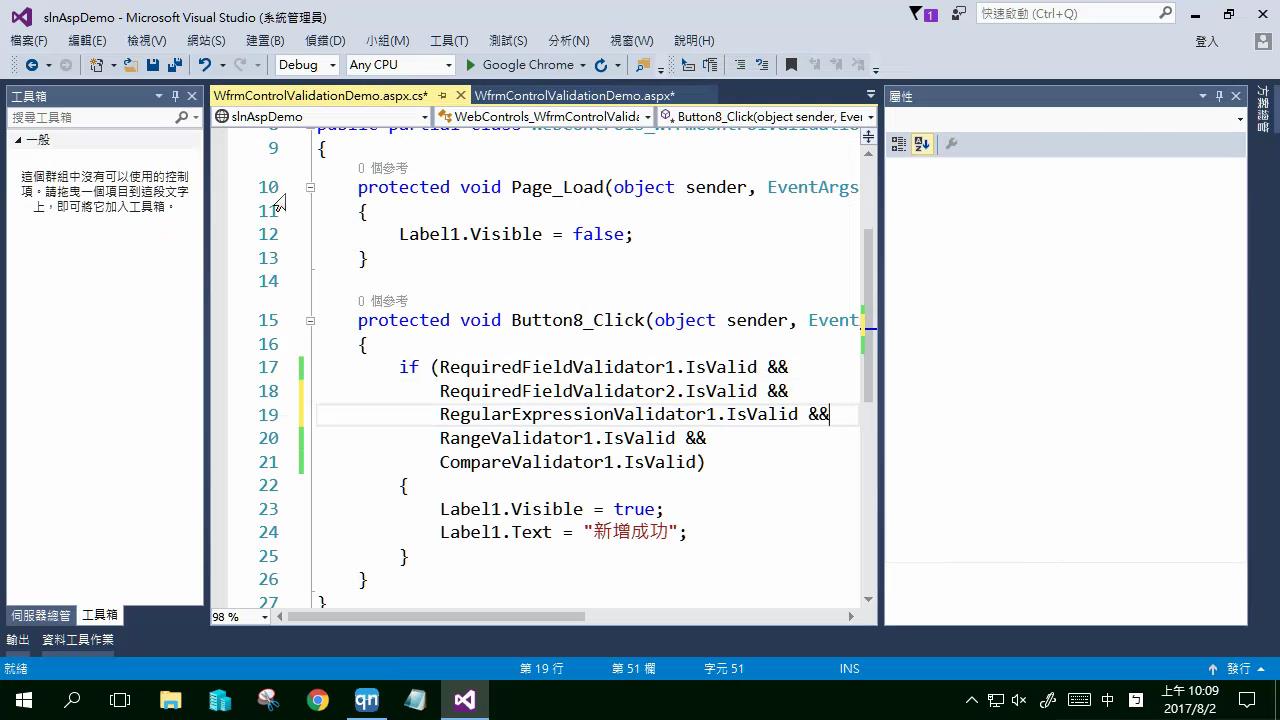 slnAspDemo - Microsoft Visual Studio (系統管理員)
1
快速啟動 (Ctrl+Q)
檔案(F) 編輯(E) 檢視(V) 網站(S) 建置(B) 偵錯(D) 小組(M) 工具(T) 測試(S) 分析(N) 視窗(W) 說明(H)
登入
Debug Any CPU Google Chrome
工具箱
WfrmControlValidationDemo.aspx.cs* WfrmControlValidationDemo.aspx*
屬性
方案總管
搜尋工具箱
slnAspDemo WebControls_WfrmControlValida Button8_Click(object sender, Ever
一般
這個群組中沒有可以使用的控制
項。請拖曳一個項目到這段文字
上，即可將它加入工具箱。
9 {
0 個參考
10 protected void Page_Load(object sender, EventArgs
11 {
12 Label1.Visible = false;
13 }
14
0 個參考
15 protected void Button8_Click(object sender, Event
16 {
17 if (RequiredFieldValidator1.IsValid &&
18 RequiredFieldValidator2.IsValid &&
19 RegularExpressionValidator1.IsValid &&
20 RangeValidator1.IsValid &&
21 CompareValidator1.IsValid)
22 {
23 Label1.Visible = true;
24 Label1.Text = "新增成功";
25 }
26 }
27 }
98 %
伺服器總管 工具箱
輸出 資料工具作業
就緒 第 19 行 第 51 欄 字元 51 INS 發行
qn
中
上午 10:09
2017/8/2